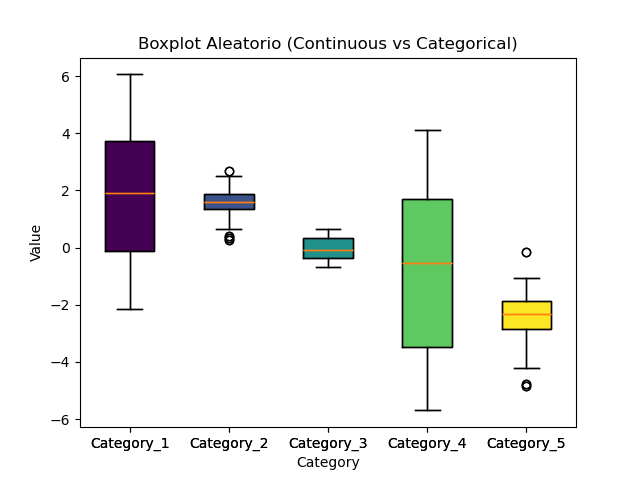 Boxplot Aleatorio (Continuous vs Categorical)
Value
6
4
2
0
−2
−4
−6
Category_1 Category_2 Category_3 Category_4 Category_5
Category